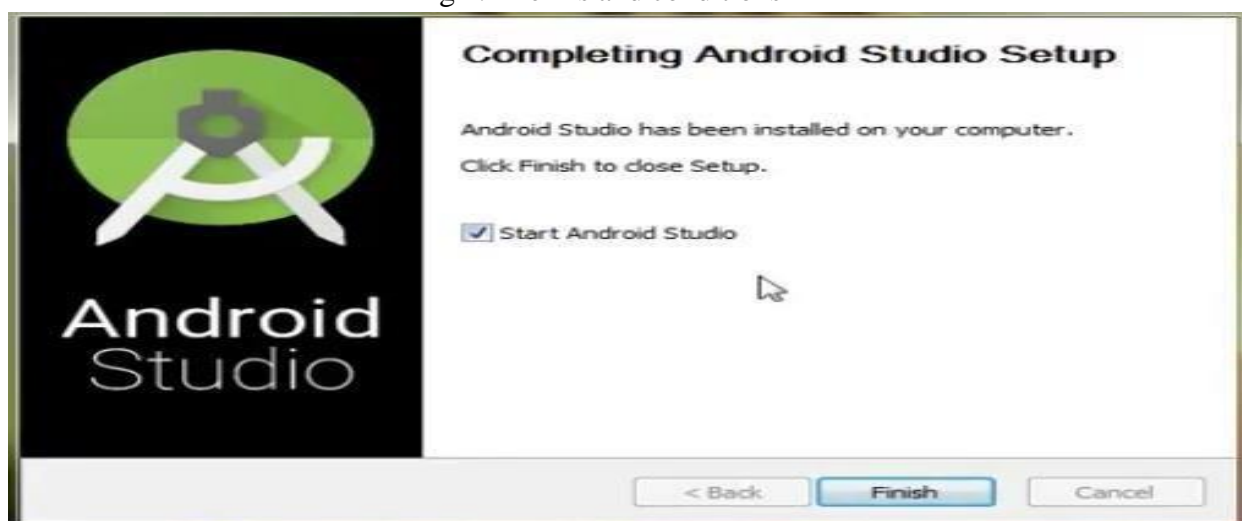 Completing Android Studio Setup
Android Studio has been installed on your computer.
Click Finish to close Setup.
Start Android Studio
Android
Studio
< Back
Finish
Cancel